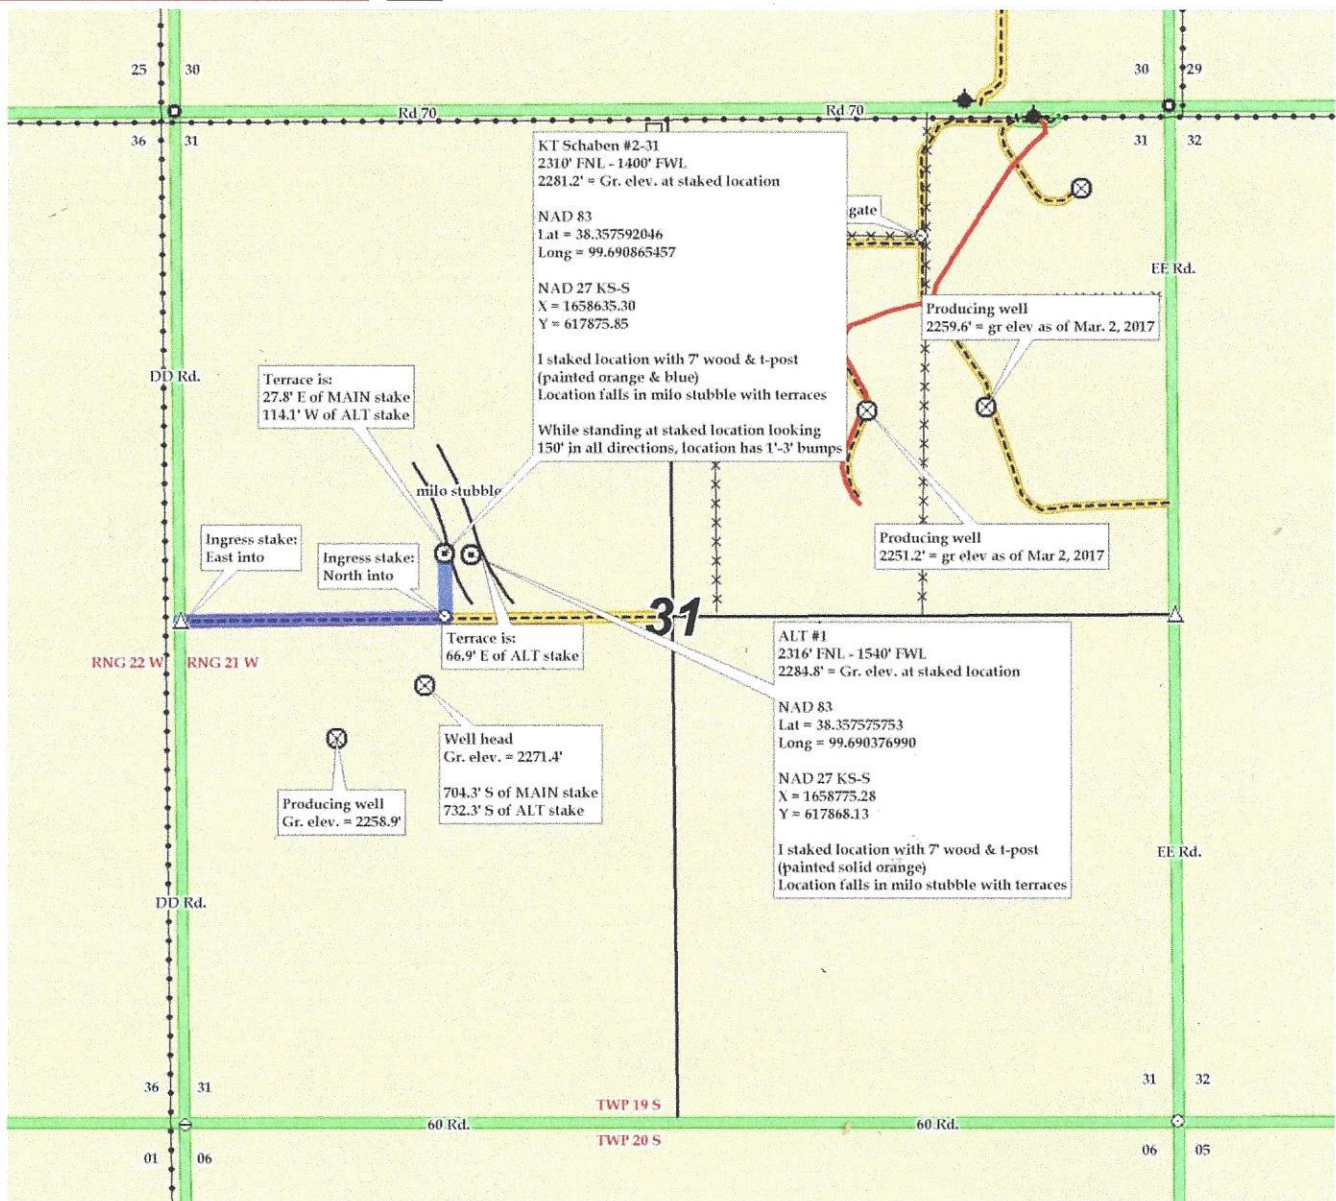 25
30
30
29
Rd 70
Rd 70
36
31
31
32
KT Schaben #2-31
2310' FNL - 1400' FWL
2281.2' = Gr. elev. at staked location
NAD 83
Lat = 38.357592046
Long = 99.690865457
NAD 27 KS-S
X = 1658635.30
Y = 617875.85
I staked location with 7' wood & t-post
(painted orange & blue)
Location falls in milo stubble with terraces
While standing at staked location looking
150' in all directions, location has 1'-3' bumps
gate
EE Rd.
Producing well
2259.6' = gr elev as of Mar. 2, 2017
DD Rd.
Terrace is:
27.8' E of MAIN stake
114.1' W of ALT stake
milo stubble
Ingress stake:
East into
Ingress stake:
North into
Producing well
2251.2' = gr elev as of Mar 2, 2017
31
Terrace is:
66.9' E of ALT stake
RNG 22 W
RNG 21 W
ALT #1
2316' FNL - 1540' FWL
2284.8' = Gr. elev. at staked location
NAD 83
Lat = 38.357575753
Long = 99.690376990
NAD 27 KS-S
X = 1658775.28
Y = 617868.13
I staked location with 7' wood & t-post
(painted solid orange)
Location falls in milo stubble with terraces
Well head
Gr. elev. = 2271.4'
704.3' S of MAIN stake
732.3' S of ALT stake
Producing well
Gr. elev. = 2258.9'
EE Rd.
DD Rd.
36
31
31
32
TWP 19 S
60 Rd.
60 Rd.
TWP 20 S
01
06
06
05